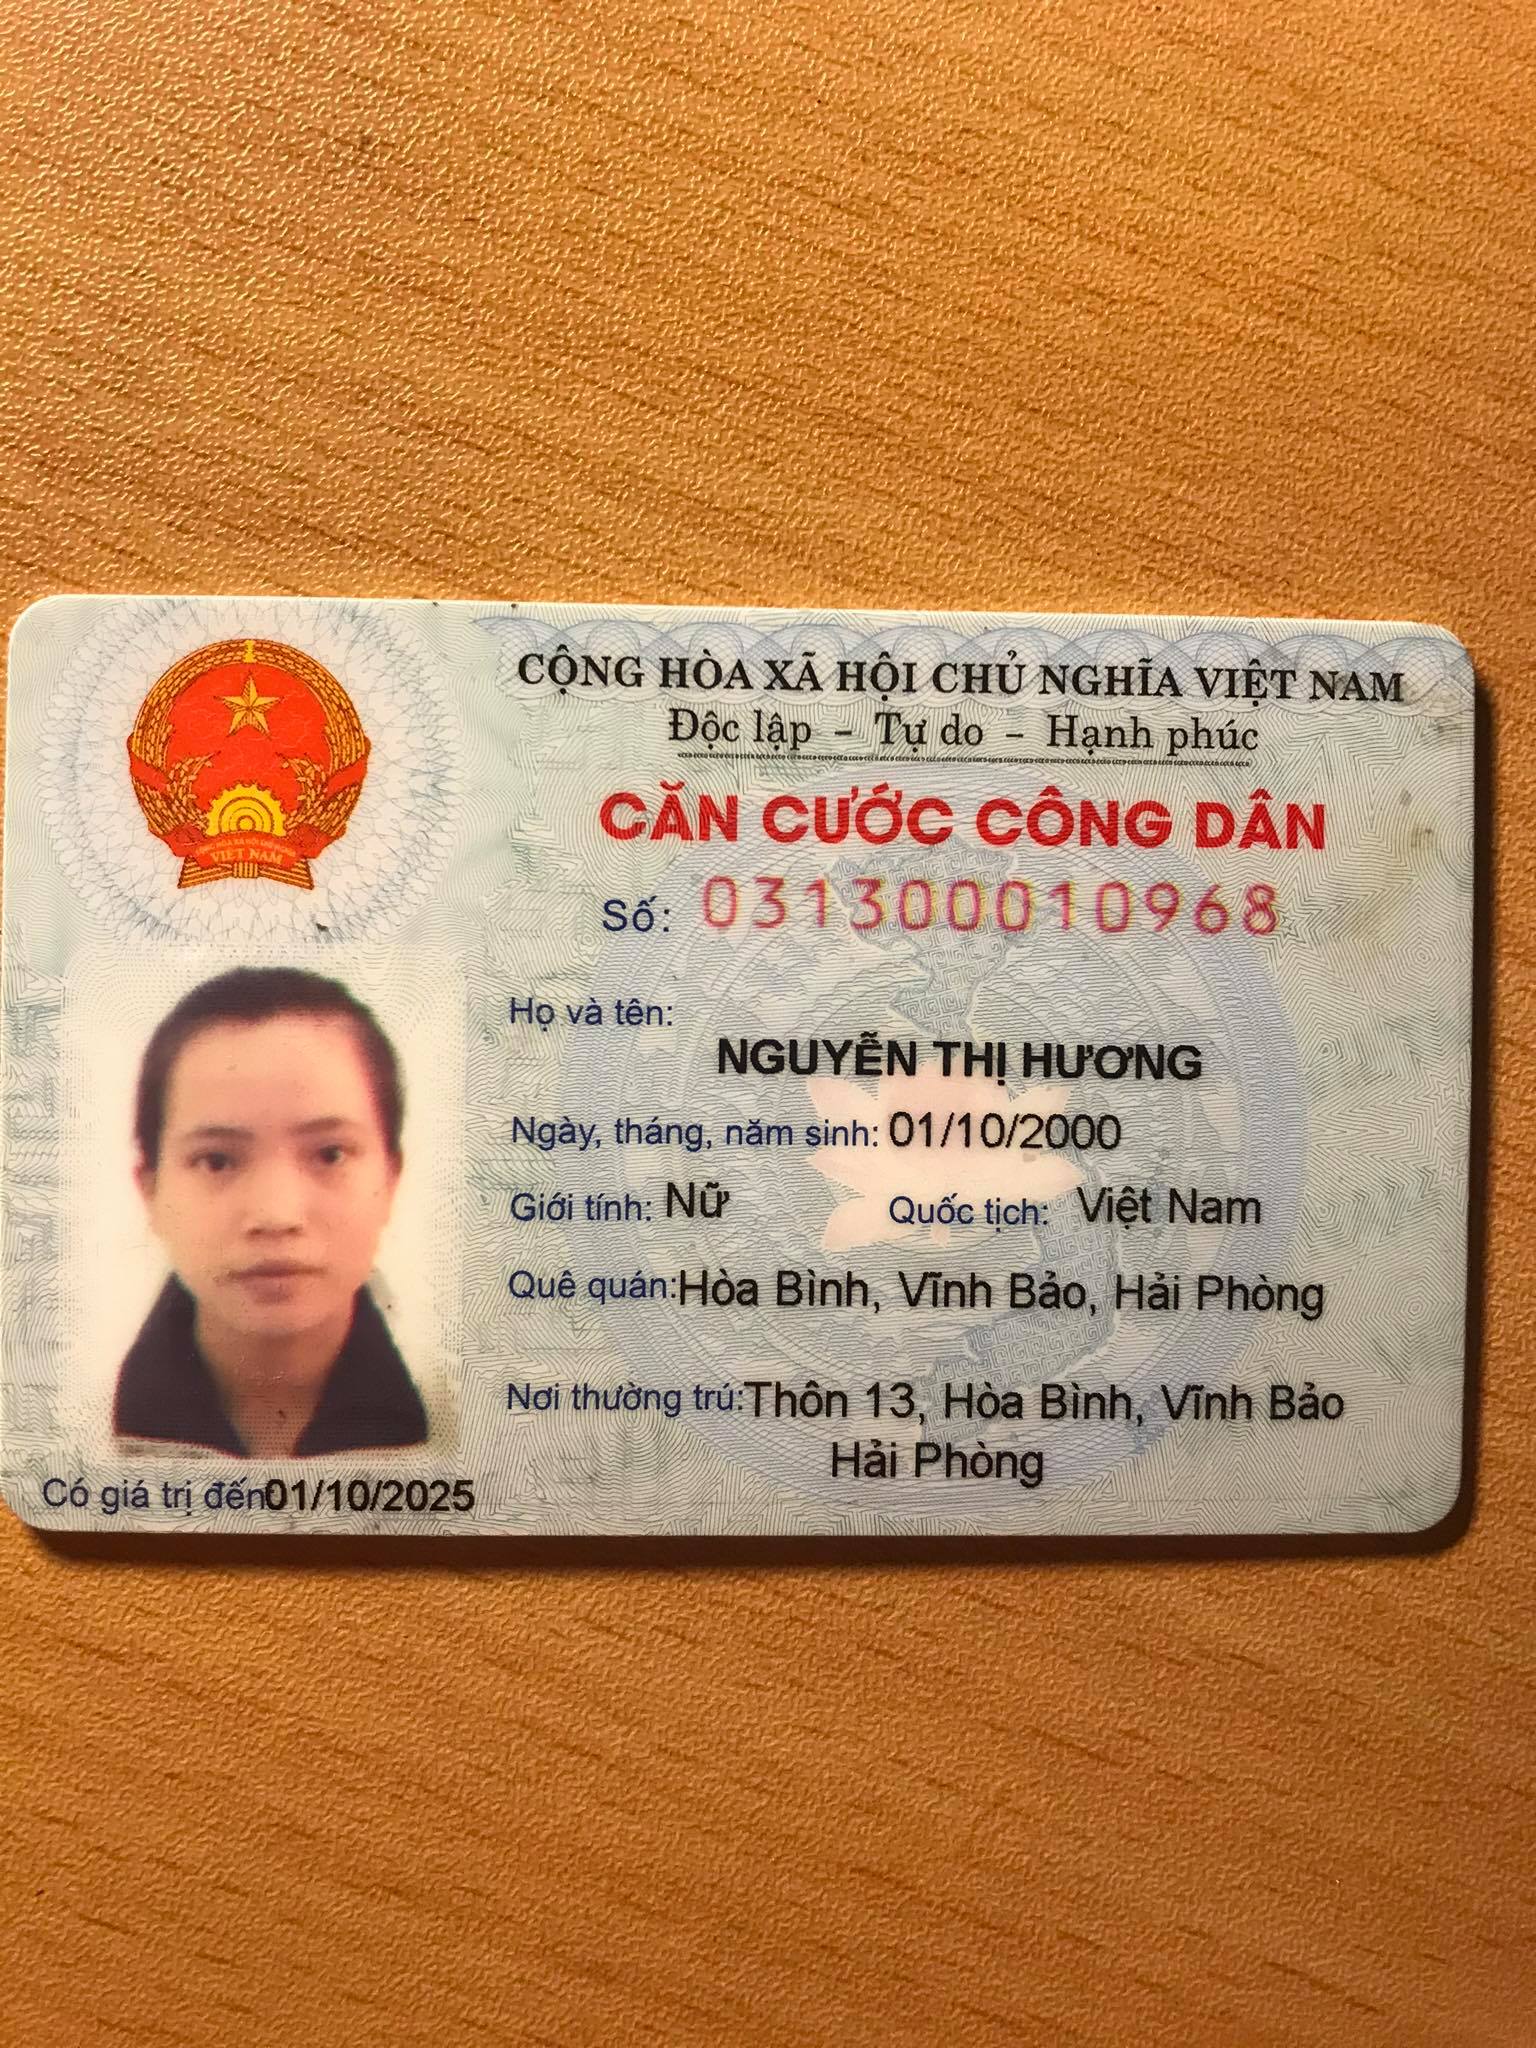 CỘNG HÒA XÃ HỘI CHỦ NGHĨA VIỆT NAM
Độc lập – Tự do – Hạnh phúc
CĂN CƯỚC CÔNG DÂN
Số: 031300010968
Họ và tên:
NGUYỄN THỊ HƯƠNG
Ngày, tháng, năm sinh: 01/10/2000
Giới tính: Nữ Quốc tịch: Việt Nam
Quê quán: Hòa Bình, Vĩnh Bảo, Hải Phòng
Nơi thường trú: Thôn 13, Hòa Bình, Vĩnh Bảo
Hải Phòng
Có giá trị đến 01/10/2025
VIỆT NAM